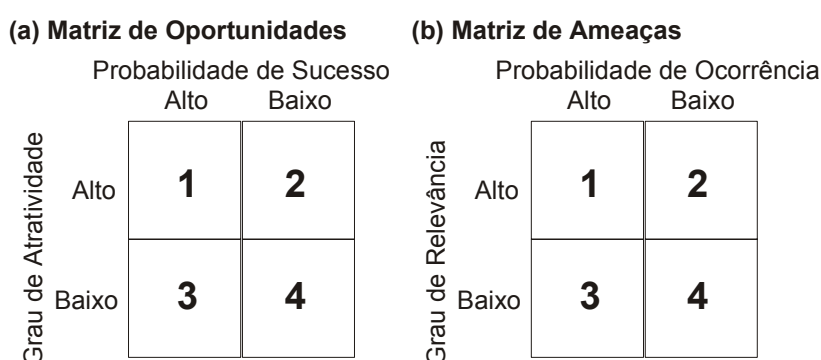 (a) Matriz de Oportunidades
Probabilidade de Sucesso
Alto Baixo
Grau de Atratividade
Alto 1 2
Baixo 3 4
(b) Matriz de Ameaças
Probabilidade de Ocorrência
Alto Baixo
Grau de Relevância
Alto 1 2
Baixo 3 4